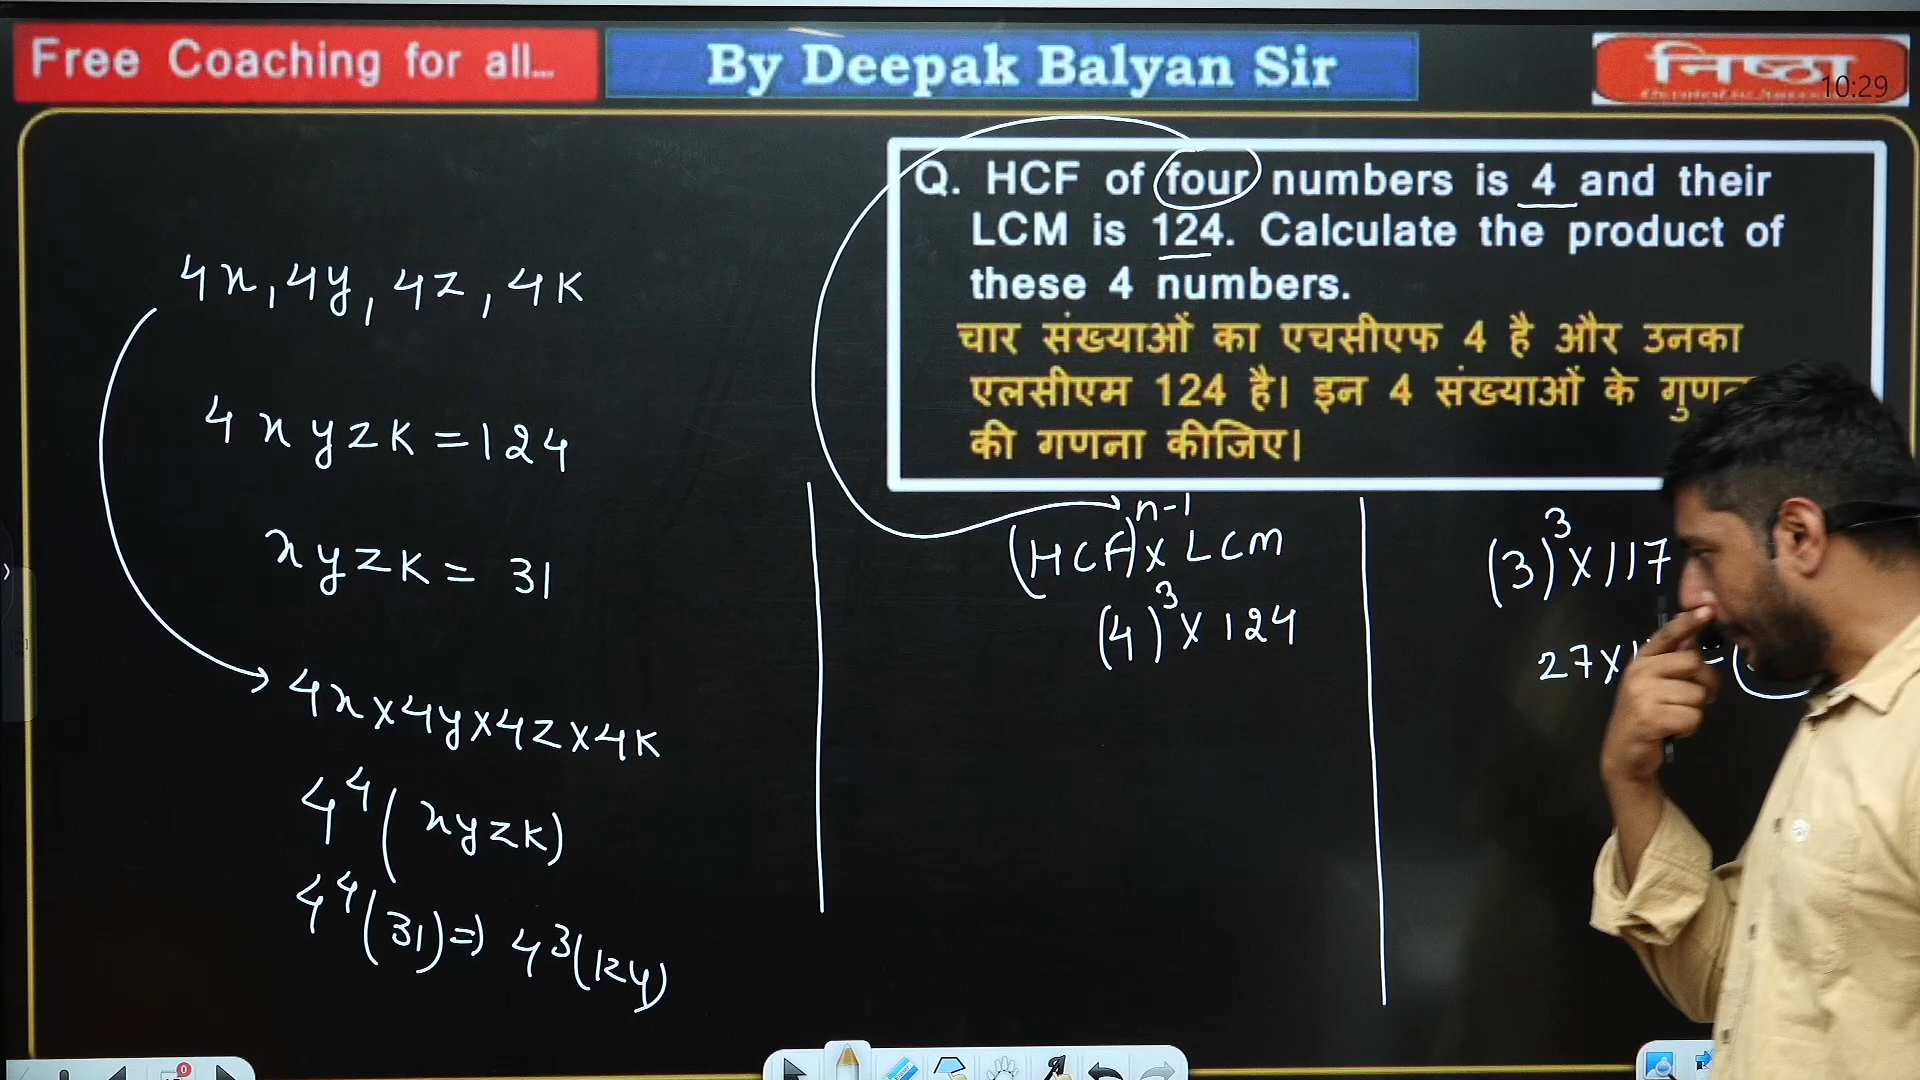 Free Coaching for all...
By Deepak Balyan Sir
निष्ठा
10:29
Q. HCF of four numbers is 4 and their
LCM is 124. Calculate the product of
these 4 numbers.
चार संख्याओं का एचसीएफ 4 है और उनका
एलसीएम 124 है। इन 4 संख्याओं के
की गणना कीजिए।
4x, 4y, 4z, 4K
4xyzK = 124
xyzK = 31
4x×4y×4z×4K
4⁴(xyzK)
4⁴(31) ⇒ 4³(124)
(HCF)ⁿ⁻¹ × LCM
(4)³ × 124
(3)³ × 117
27 ×